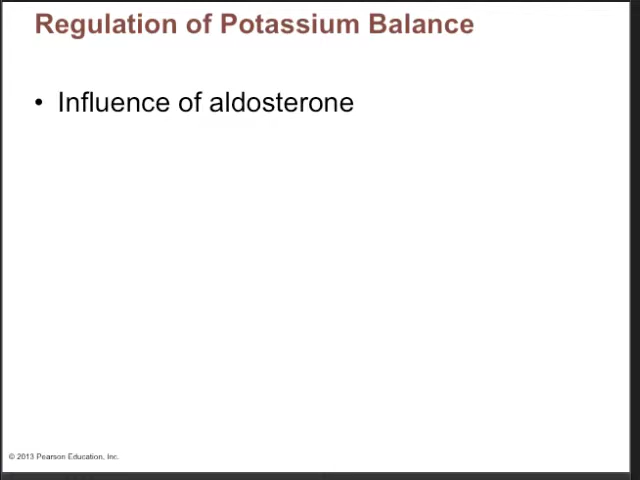 Regulation of Potassium Balance
• Influence of aldosterone
© 2013 Pearson Education, Inc.